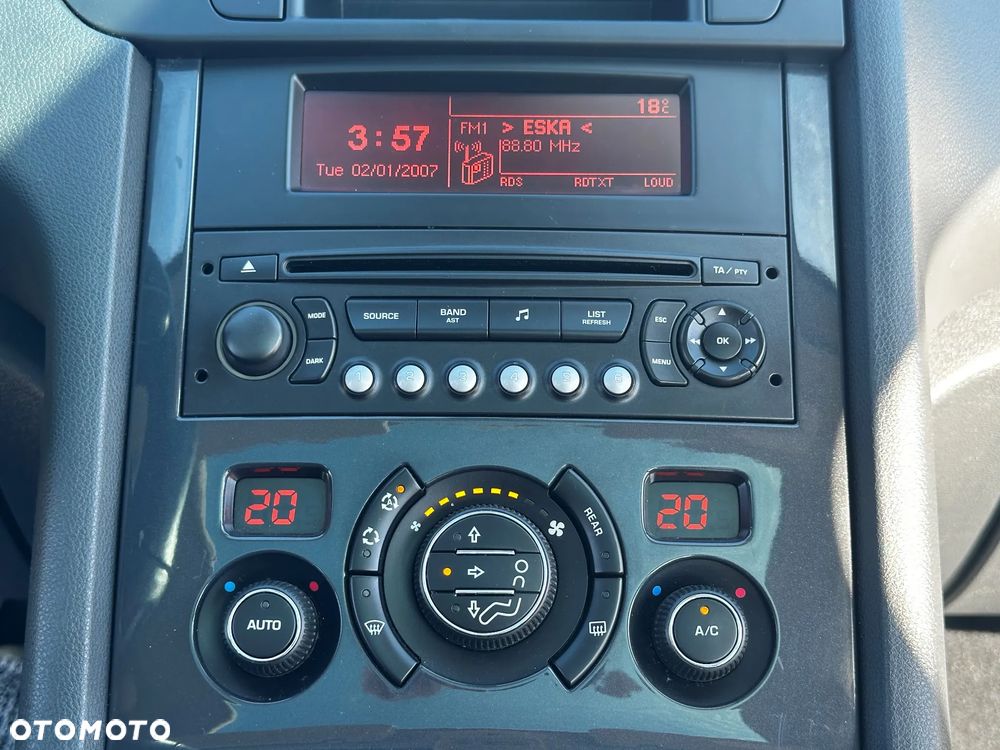 18°C
3:57
FM1 > ESKA <
88.80 MHz
Tue 02/01/2007
RDS RDTXT LOUD
TA/PTY
MODE
SOURCE
BAND
AST
LIST
REFRESH
ESC
OK
DARK
MENU
1 2 3 4 5 6
20
A
REAR
20
AUTO
A/C
OTOMOTO